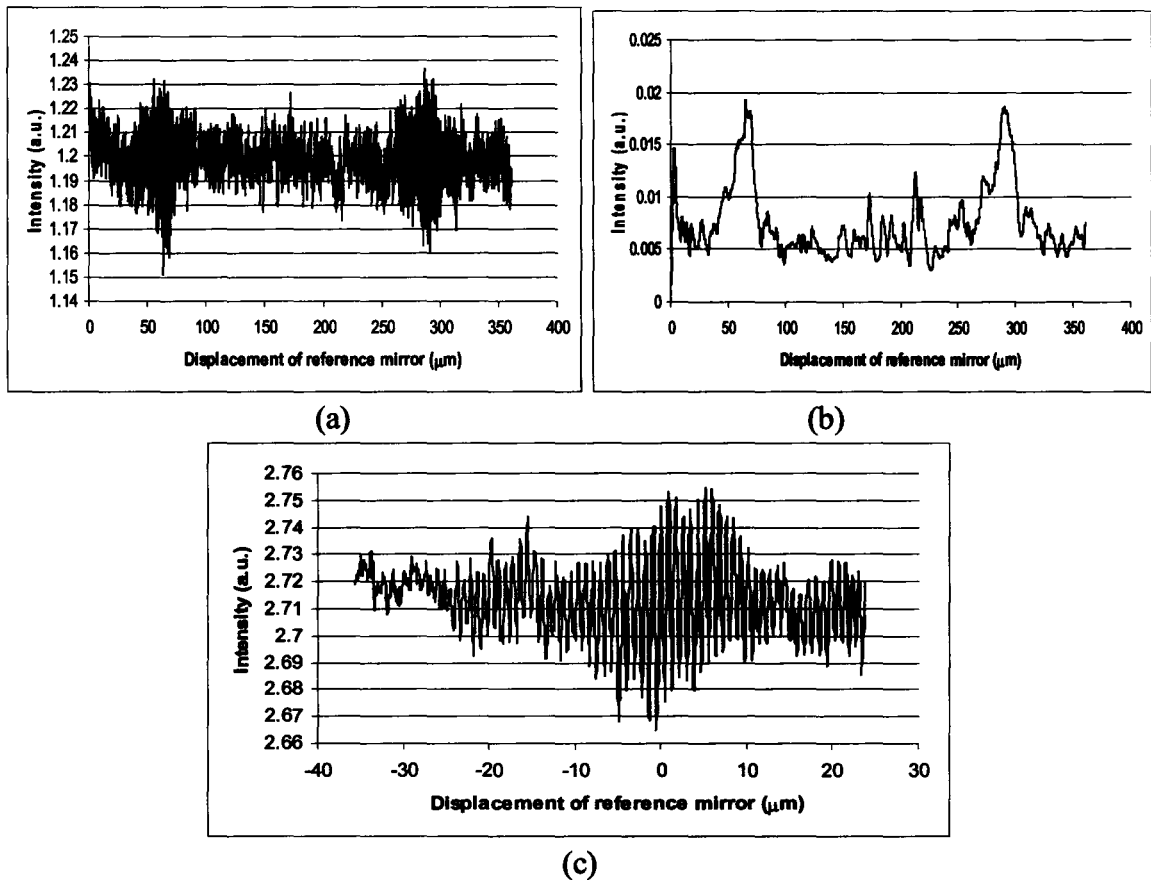 1.25
1.24
1.23
1.22
1.21
1.2
1.19
1.18
1.17
1.16
1.15
1.14
Intensity (a.u.)
0 50 100 150 200 250 300 350 400
Displacement of reference mirror (μm)
(a)
0.025
0.02
0.015
0.01
0.005
0
Intensity (a.u.)
0 50 100 150 200 250 300 350 400
Displacement of reference mirror (μm)
(b)
2.76
2.75
2.74
2.73
2.72
2.71
2.7
2.69
2.68
2.67
2.66
Intensity (a.u.)
-40 -30 -20 -10 0 10 20 30
Displacement of reference mirror (μm)
(c)